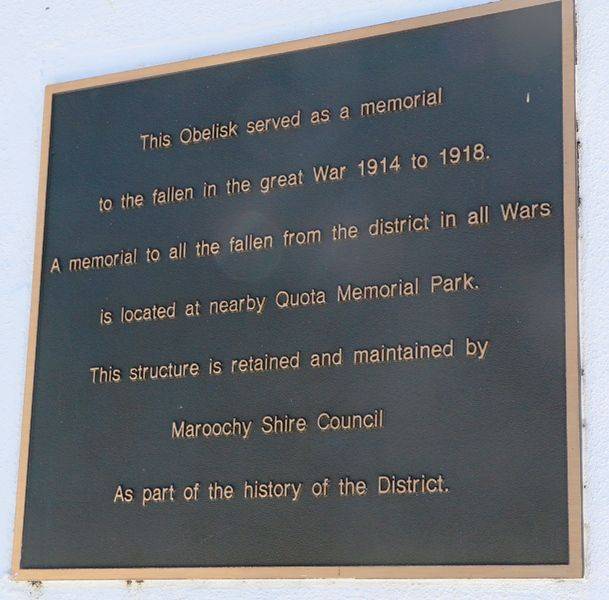 This Obelisk served as a memorial
to the fallen in the great War 1914 to 1918.
A memorial to all the fallen from the district in all Wars
is located at nearby Quota Memorial Park.
This structure is retained and maintained by
Maroochy Shire Council
As part of the history of the District.